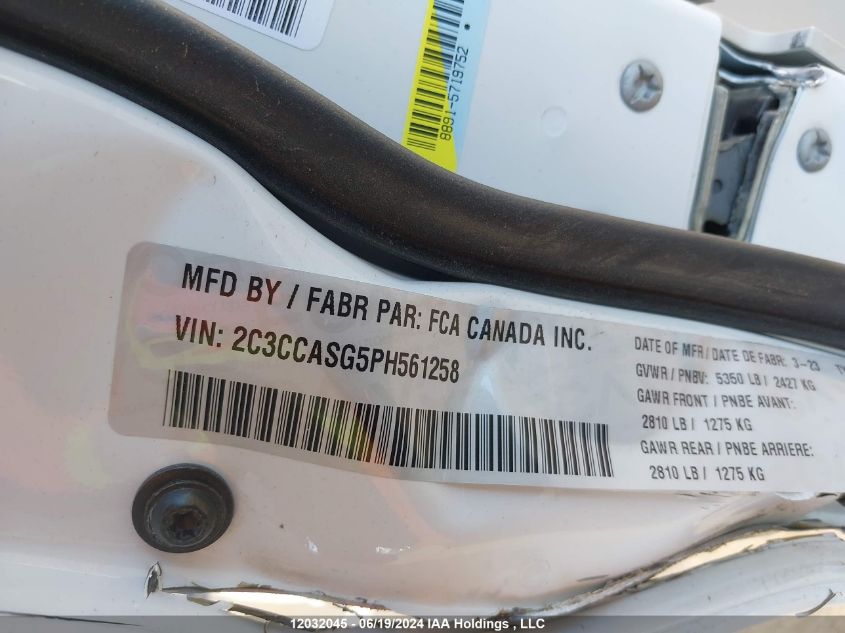 8891-5719752
MFD BY / FABR PAR: FCA CANADA INC.
VIN: 2C3CCASG5PH561258
DATE OF MFR / DATE DE FABR: 3-23
GVWR / PNBV: 5350 LB / 2427 KG
GAWR FRONT / PNBE AVANT:
2810 LB / 1275 KG
GAWR REAR / PNBE ARRIERE:
2810 LB / 1275 KG
12032045 - 06/19/2024 IAA Holdings , LLC